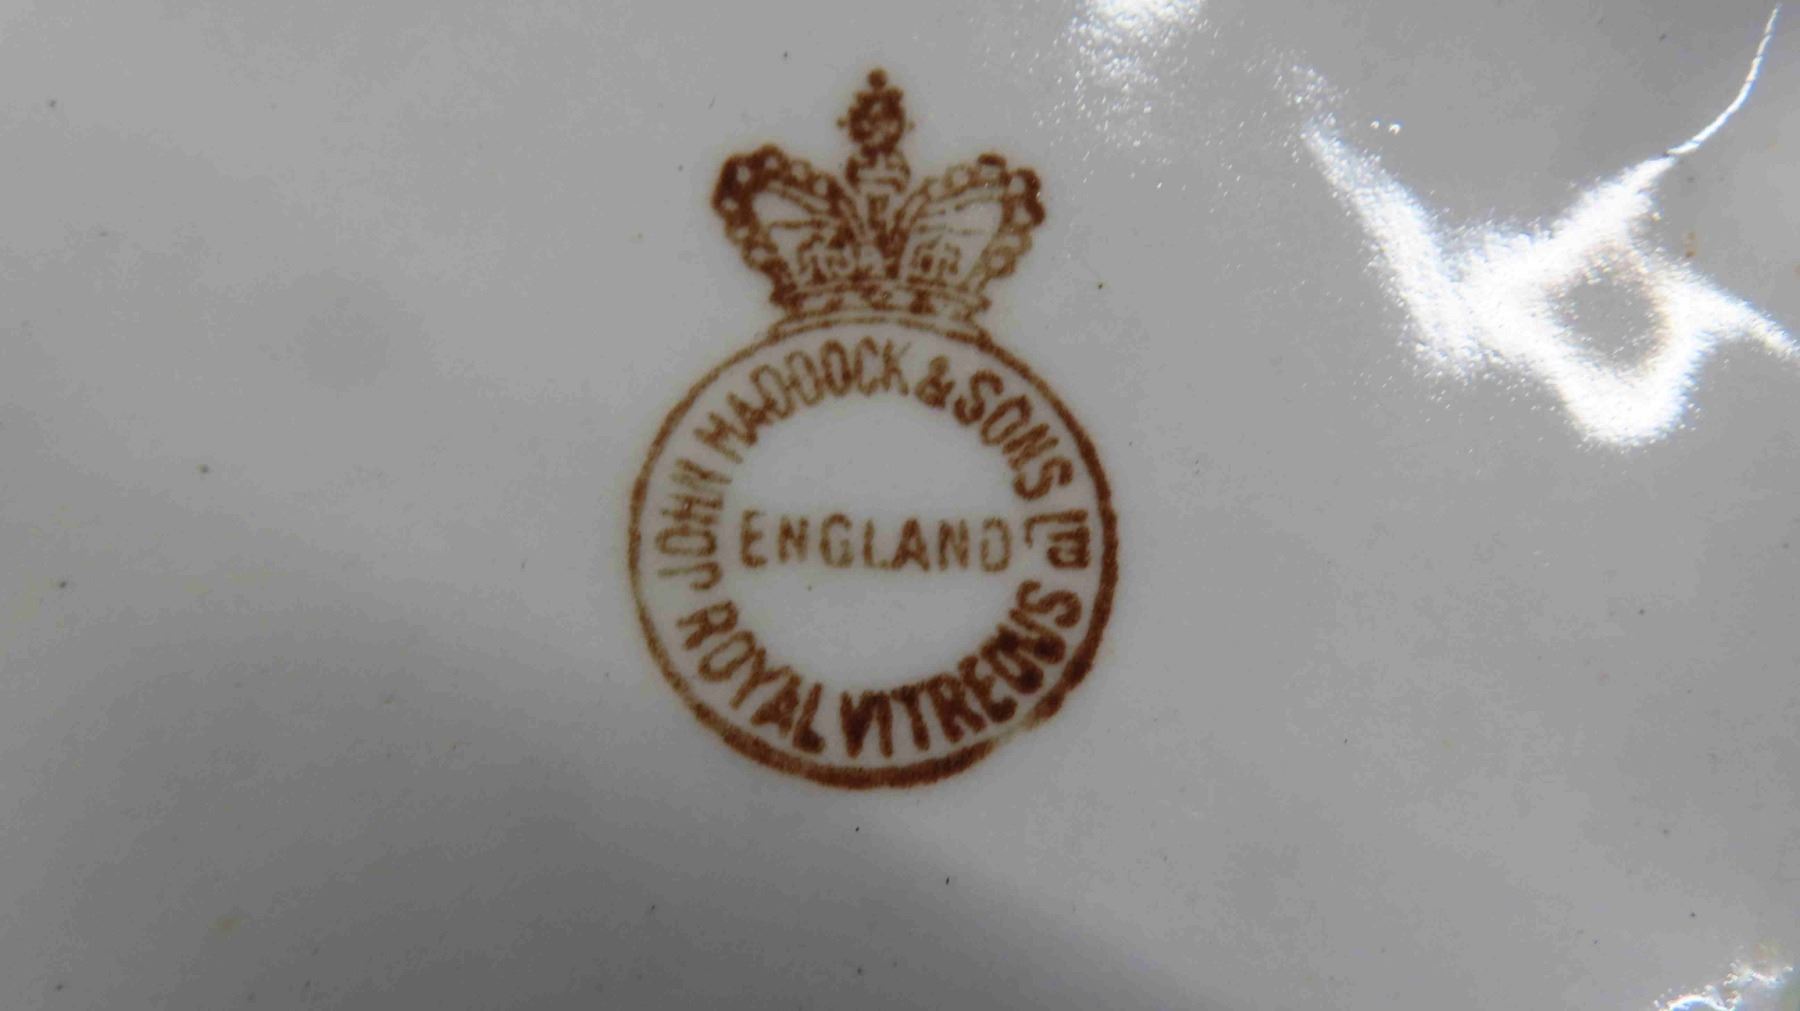 JOHN MADDOCK & SONS LTD
ENGLAND
ROYAL VITREOUS